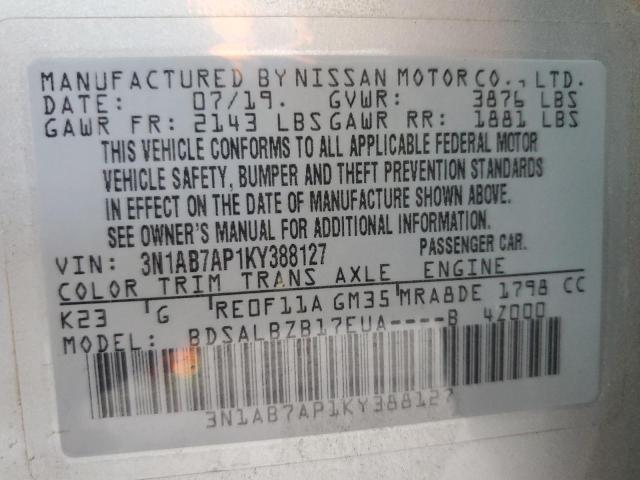 MANUFACTURED BY NISSAN MOTOR CO., LTD.
DATE: 07/19. GVWR: 3876 LBS
GAWR FR: 2143 LBS GAWR RR: 1881 LBS
THIS VEHICLE CONFORMS TO ALL APPLICABLE FEDERAL MOTOR
VEHICLE SAFETY, BUMPER AND THEFT PREVENTION STANDARDS
IN EFFECT ON THE DATE OF MANUFACTURE SHOWN ABOVE.
SEE OWNER'S MANUAL FOR ADDITIONAL INFORMATION.
VIN: 3N1AB7AP1KY388127 PASSENGER CAR.
COLOR TRIM TRANS AXLE ENGINE
K23 G RE0F11A GM35 MRA8DE 1798 CC
MODEL: BDSALBZB17EUA----B 4Z000
3N1AB7AP1KY388127